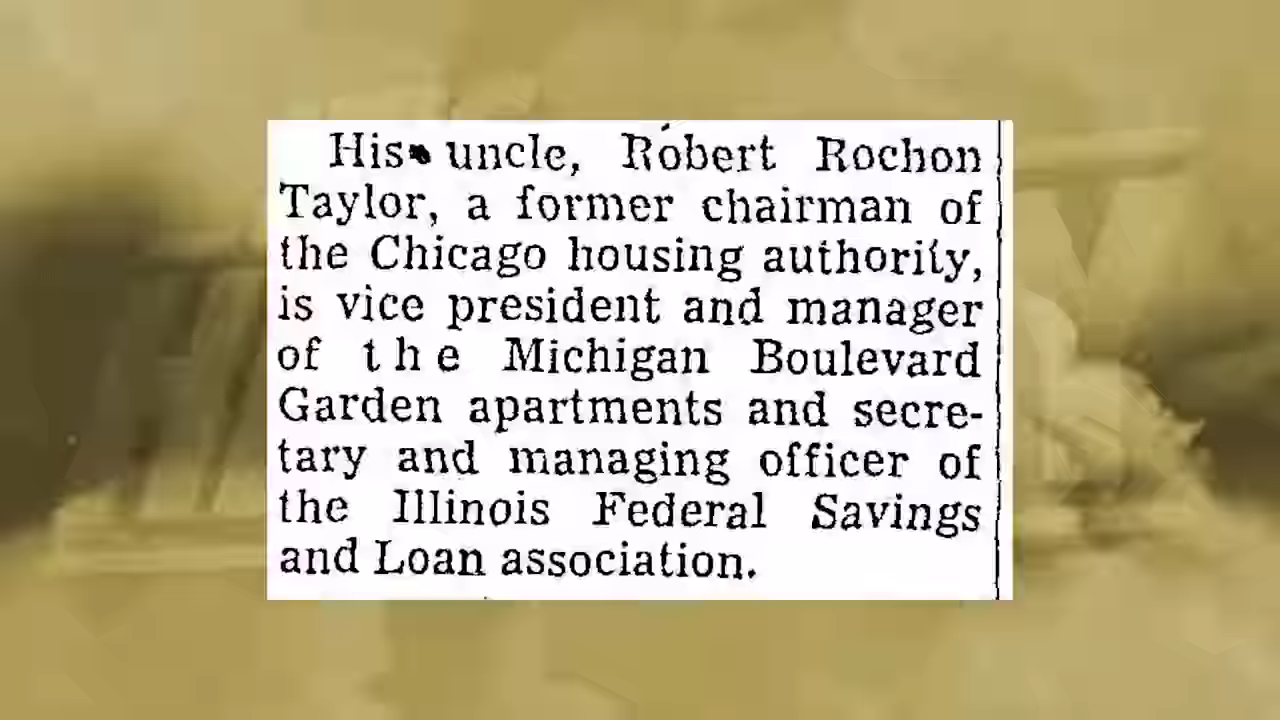 His uncle, Robert Rochon
Taylor, a former chairman of
the Chicago housing authority,
is vice president and manager
of the Michigan Boulevard
Garden apartments and secre-
tary and managing officer of
the Illinois Federal Savings
and Loan association.